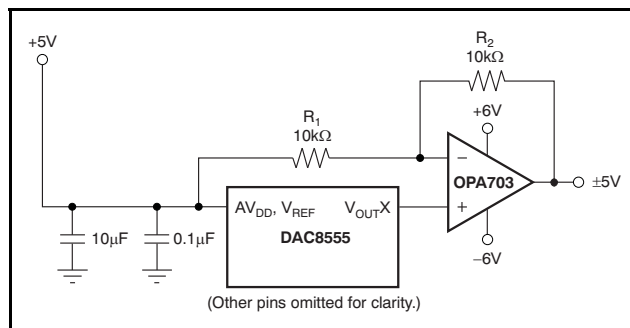 +5V
R2
10kΩ
R1
10kΩ
+6V
−
OPA703
±5V
+
−6V
AVDD, VREF
VOUTX
DAC8555
10μF
0.1μF
(Other pins omitted for clarity.)